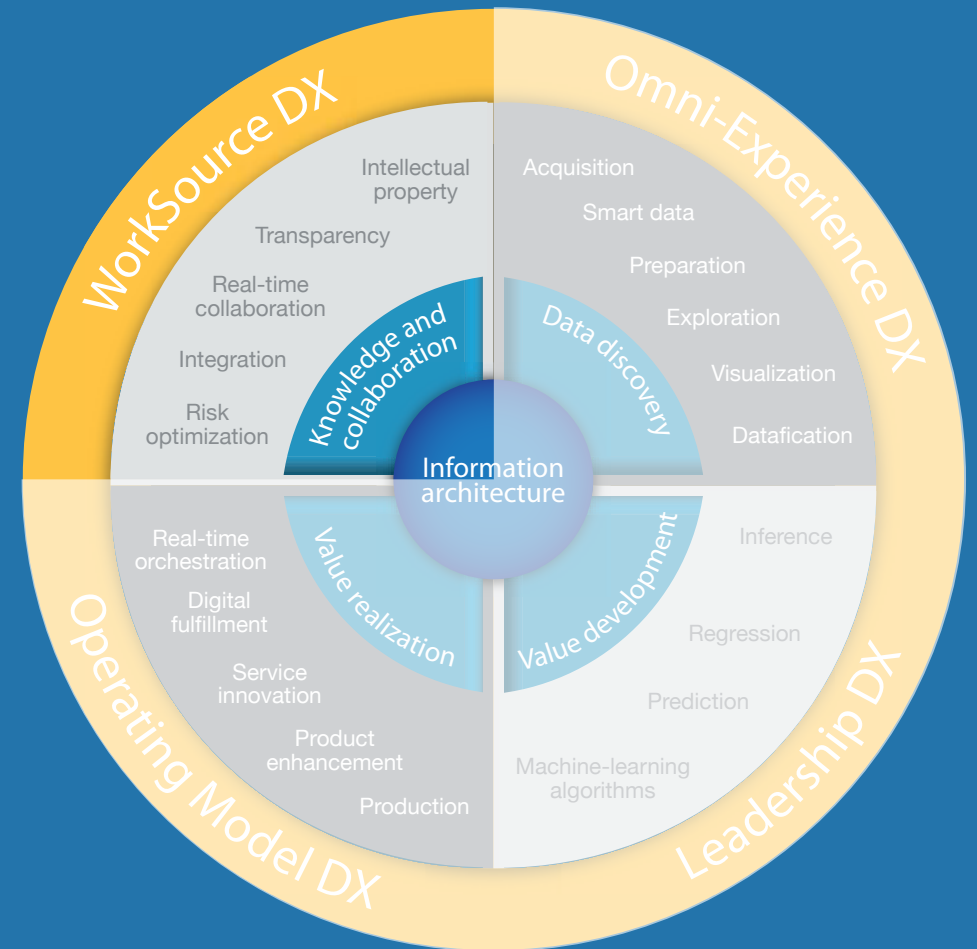 WorkSource DX
Intellectual
property
Transparency
Real-time
collaboration
Integration
Risk
optimization
Knowledge and
collaboration
Omni-Experience DX
Acquisition
Smart data
Preparation
Exploration
Visualization
Datafication
Data discovery
Information
architecture
Operating Model DX
Real-time
orchestration
Digital
fulfillment
Service
innovation
Product
enhancement
Production
Value realization
Leadership DX
Inference
Regression
Prediction
Machine-learning
algorithms
Value development